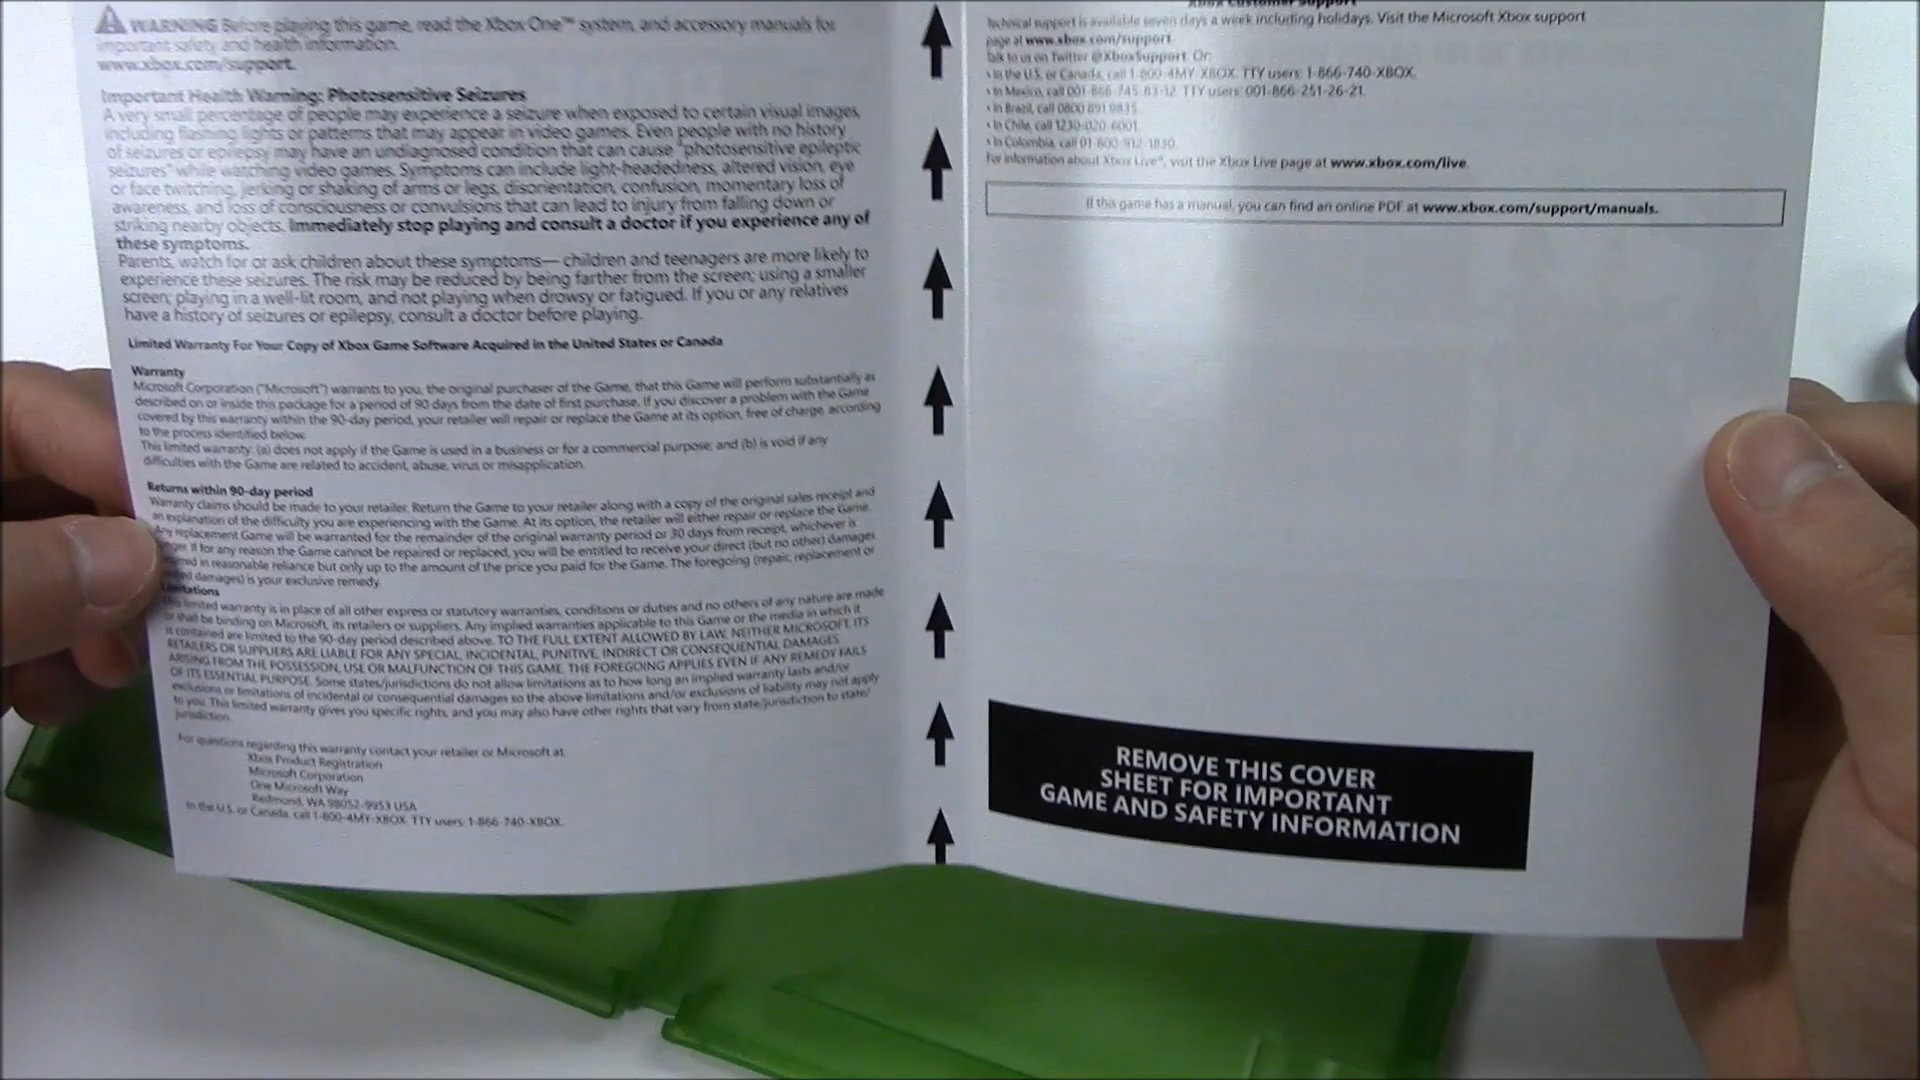 WARNING Before playing this game, read the Xbox One™ system, and accessory manuals for
important safety and health information.
www.xbox.com/support.
Important Health Warning: Photosensitive Seizures
A very small percentage of people may experience a seizure when exposed to certain visual images,
including flashing lights or patterns that may appear in video games. Even people with no history
of seizures or epilepsy may have an undiagnosed condition that can cause "photosensitive epileptic
seizures" while watching video games. Symptoms can include light-headedness, altered vision, eye
or face twitching, jerking or shaking of arms or legs, disorientation, confusion, momentary loss of
awareness, and loss of consciousness or convulsions that can lead to injury from falling down or
striking nearby objects. Immediately stop playing and consult a doctor if you experience any of
these symptoms.
Parents, watch for or ask children about these symptoms— children and teenagers are more likely to
experience these seizures. The risk may be reduced by being farther from the screen; using a smaller
screen; playing in a well-lit room, and not playing when drowsy or fatigued. If you or any relatives
have a history of seizures or epilepsy, consult a doctor before playing.
Limited Warranty For Your Copy of Xbox Game Software Acquired in the United States or Canada
Warranty
Microsoft Corporation ("Microsoft") warrants to you, the original purchaser of the Game, that this Game will perform substantially as
described on or inside this package for a period of 90 days from the date of first purchase. If you discover a problem with the Game
covered by this warranty within the 90-day period, your retailer will repair or replace the Game at its option, free of charge, according
to the process identified below.
This limited warranty: (a) does not apply if the Game is used in a business or for a commercial purpose; and (b) is void if any
difficulties with the Game are related to accident, abuse, virus or misapplication.
Returns within 90-day period
Warranty claims should be made to your retailer. Return the Game to your retailer along with a copy of the original sales receipt and
an explanation of the difficulty you are experiencing with the Game. At its option, the retailer will either repair or replace the Game.
Any replacement Game will be warranted for the remainder of the original warranty period or 30 days from receipt, whichever is
If for any reason the Game cannot be repaired or replaced, you will be entitled to receive your direct (but no other) damages
in reasonable reliance but only up to the amount of the price you paid for the Game. The foregoing (repair, replacement or
damages) is your exclusive remedy.
Limitations
This limited warranty is in place of all other express or statutory warranties, conditions or duties and no others of any nature are made
or shall be binding on Microsoft, its retailers or suppliers. Any implied warranties applicable to this Game or the media in which it
is contained are limited to the 90-day period described above. TO THE FULL EXTENT ALLOWED BY LAW, NEITHER MICROSOFT, ITS
RETAILERS OR SUPPLIERS ARE LIABLE FOR ANY SPECIAL, INCIDENTAL, PUNITIVE, INDIRECT OR CONSEQUENTIAL DAMAGES
ARISING FROM THE POSSESSION, USE OR MALFUNCTION OF THIS GAME. THE FOREGOING APPLIES EVEN IF ANY REMEDY FAILS
OF ITS ESSENTIAL PURPOSE. Some states/jurisdictions do not allow limitations as to how long an implied warranty lasts and/or
exclusions or limitations of incidental or consequential damages so the above limitations and/or exclusions of liability may not apply
to you. This limited warranty gives you specific rights, and you may also have other rights that vary from state/jurisdiction to state/
jurisdiction.
For questions regarding this warranty contact your retailer or Microsoft at
Xbox Product Registration
Microsoft Corporation
One Microsoft Way
Redmond, WA 98052-9953 USA
In the U.S. or Canada, call 1-800-4MY-XBOX. TTY users: 1-866-740-XBOX.
Xbox Customer Support
Technical support is available seven days a week including holidays. Visit the Microsoft Xbox support
page at www.xbox.com/support.
Talk to us on Twitter @XboxSupport. Or:
• In the U.S. or Canada, call 1-800-4MY-XBOX. TTY users: 1-866-740-XBOX.
• In Mexico, call 001-866-745-83-12. TTY users: 001-866-251-26-21.
• In Brazil, call 0800 891 9835.
• In Chile, call 1230-020-6001.
• In Colombia, call 01-800-912-1830.
For information about Xbox Live®, visit the Xbox Live page at www.xbox.com/live.
If this game has a manual, you can find an online PDF at www.xbox.com/support/manuals.
REMOVE THIS COVER
SHEET FOR IMPORTANT
GAME AND SAFETY INFORMATION